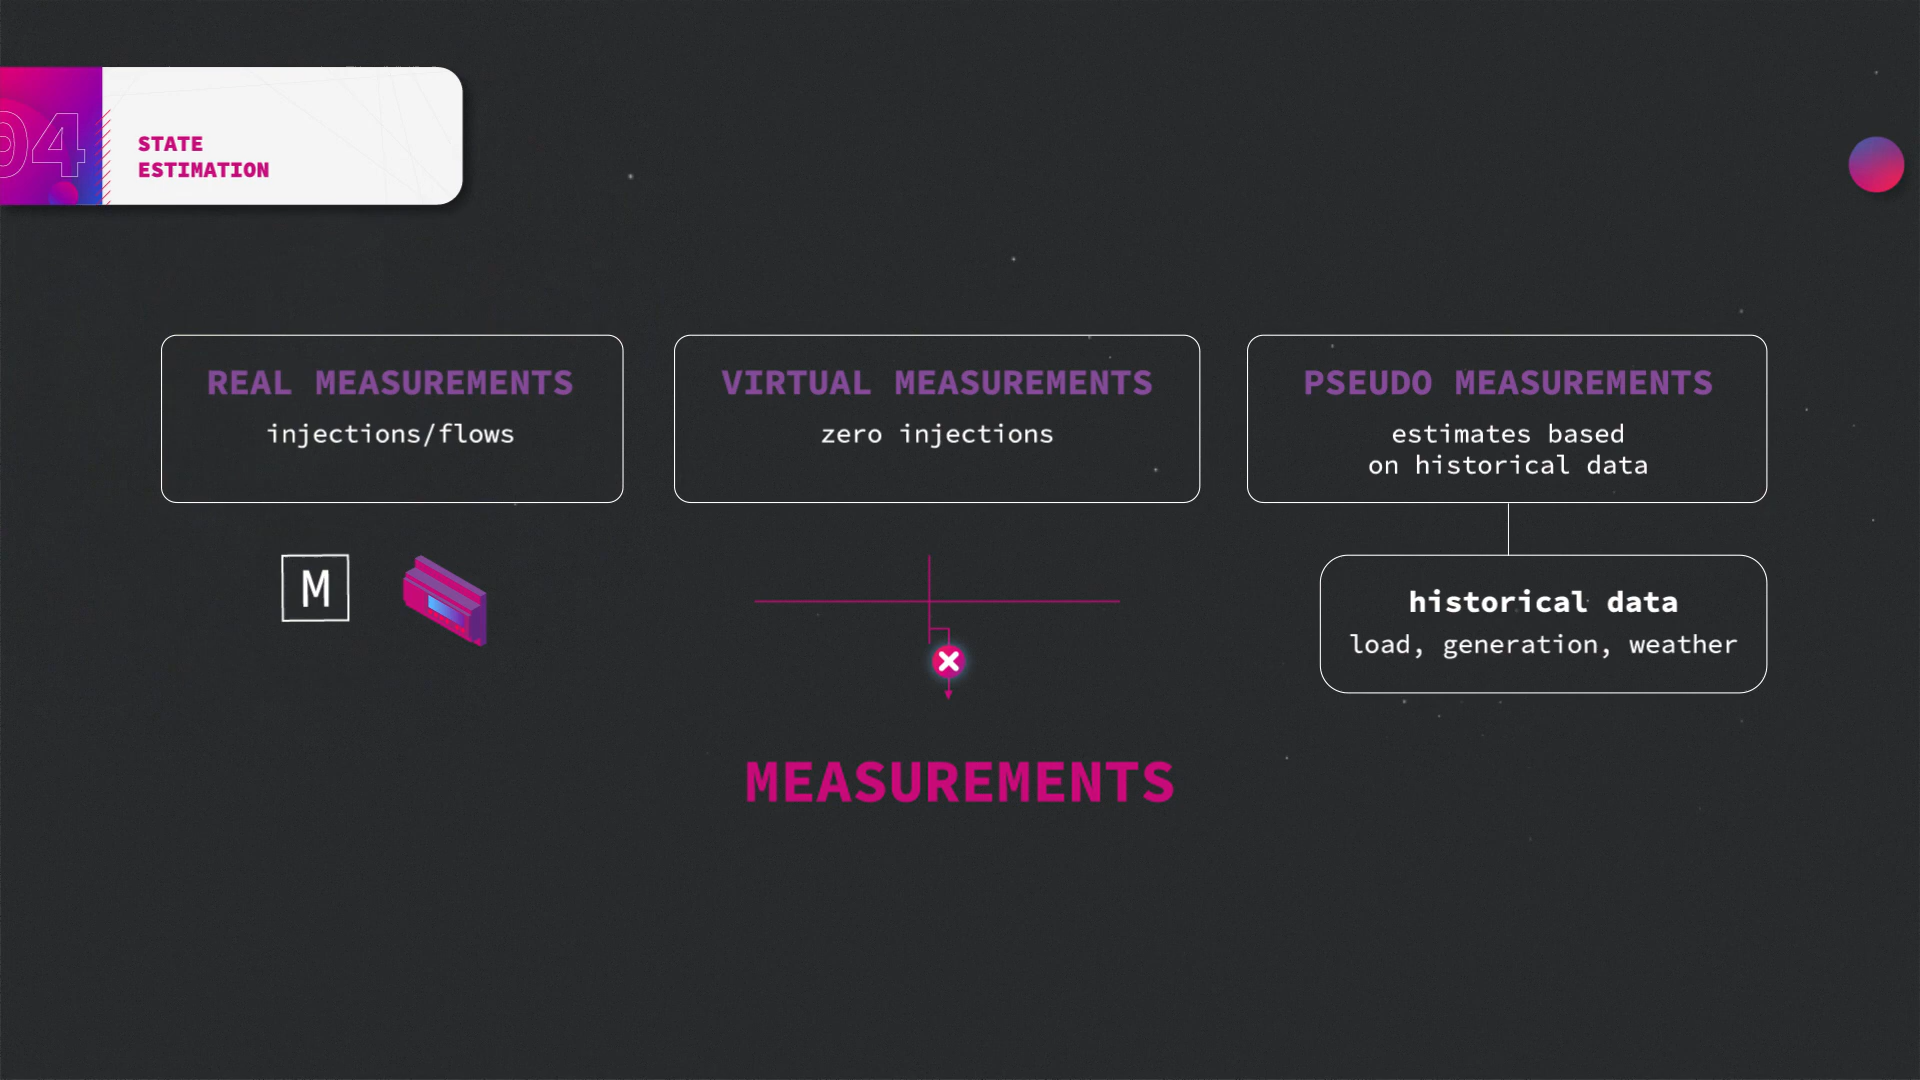 04
STATE
ESTIMATION
REAL MEASUREMENTS
injections/flows
VIRTUAL MEASUREMENTS
zero injections
PSEUDO MEASUREMENTS
estimates based
on historical data
M
historical data
load, generation, weather
MEASUREMENTS